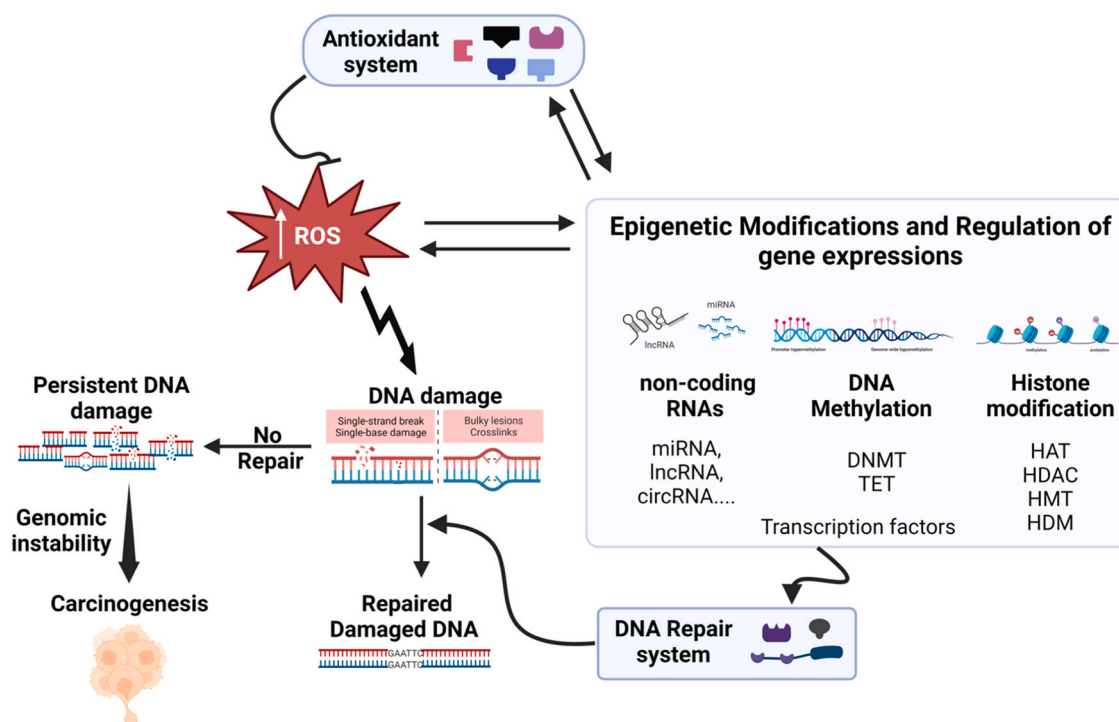 Antioxidant
system
ROS
Epigenetic Modifications and Regulation of
gene expressions
miRNA
lncRNA
Promoter hypermethylation
Genome-wide hypomethylation
methylation
acetylation
non-coding
RNAs
DNA
Methylation
Histone
modification
miRNA,
lncRNA,
circRNA....
DNMT
TET
HAT
HDAC
HMT
HDM
Transcription factors
DNA damage
Single-strand break
Single-base damage
Bulky lesions
Crosslinks
Persistent DNA
damage
No
Repair
Genomic
instability
Carcinogenesis
Repaired
Damaged DNA
GAATTC
GAATTC
DNA Repair
system